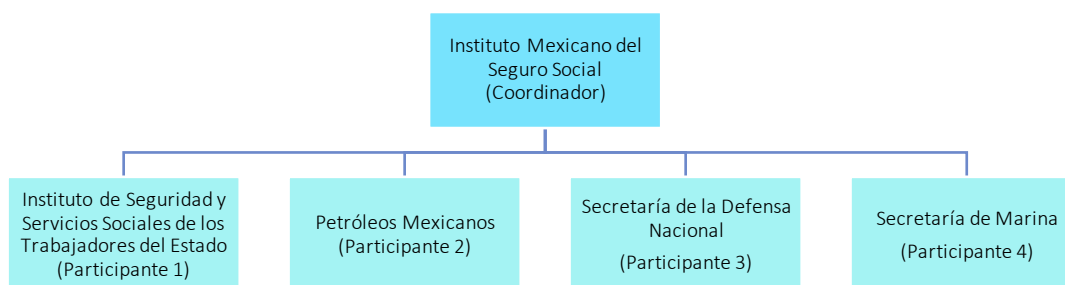 Instituto Mexicano del
Seguro Social
(Coordinador)
Instituto de Seguridad y
Servicios Sociales de los
Trabajadores del Estado
(Participante 1)
Petróleos Mexicanos
(Participante 2)
Secretaría de la Defensa
Nacional
(Participante 3)
Secretaría de Marina
(Participante 4)